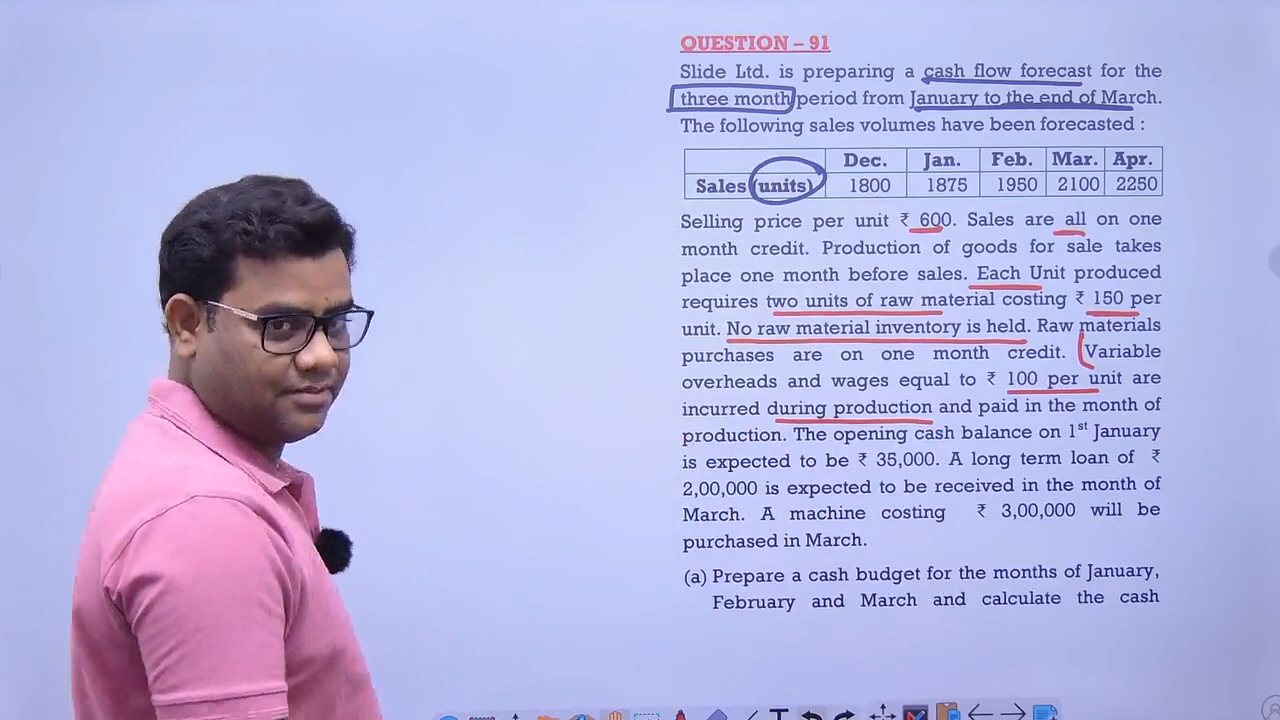 QUESTION – 91
Slide Ltd. is preparing a cash flow forecast for the
three month period from January to the end of March.
The following sales volumes have been forecasted :
Dec. Jan. Feb. Mar. Apr.
Sales (units) 1800 1875 1950 2100 2250
Selling price per unit ₹ 600. Sales are all on one
month credit. Production of goods for sale takes
place one month before sales. Each Unit produced
requires two units of raw material costing ₹ 150 per
unit. No raw material inventory is held. Raw materials
purchases are on one month credit. Variable
overheads and wages equal to ₹ 100 per unit are
incurred during production and paid in the month of
production. The opening cash balance on 1st January
is expected to be ₹ 35,000. A long term loan of ₹
2,00,000 is expected to be received in the month of
March. A machine costing ₹ 3,00,000 will be
purchased in March.
(a) Prepare a cash budget for the months of January,
February and March and calculate the cash